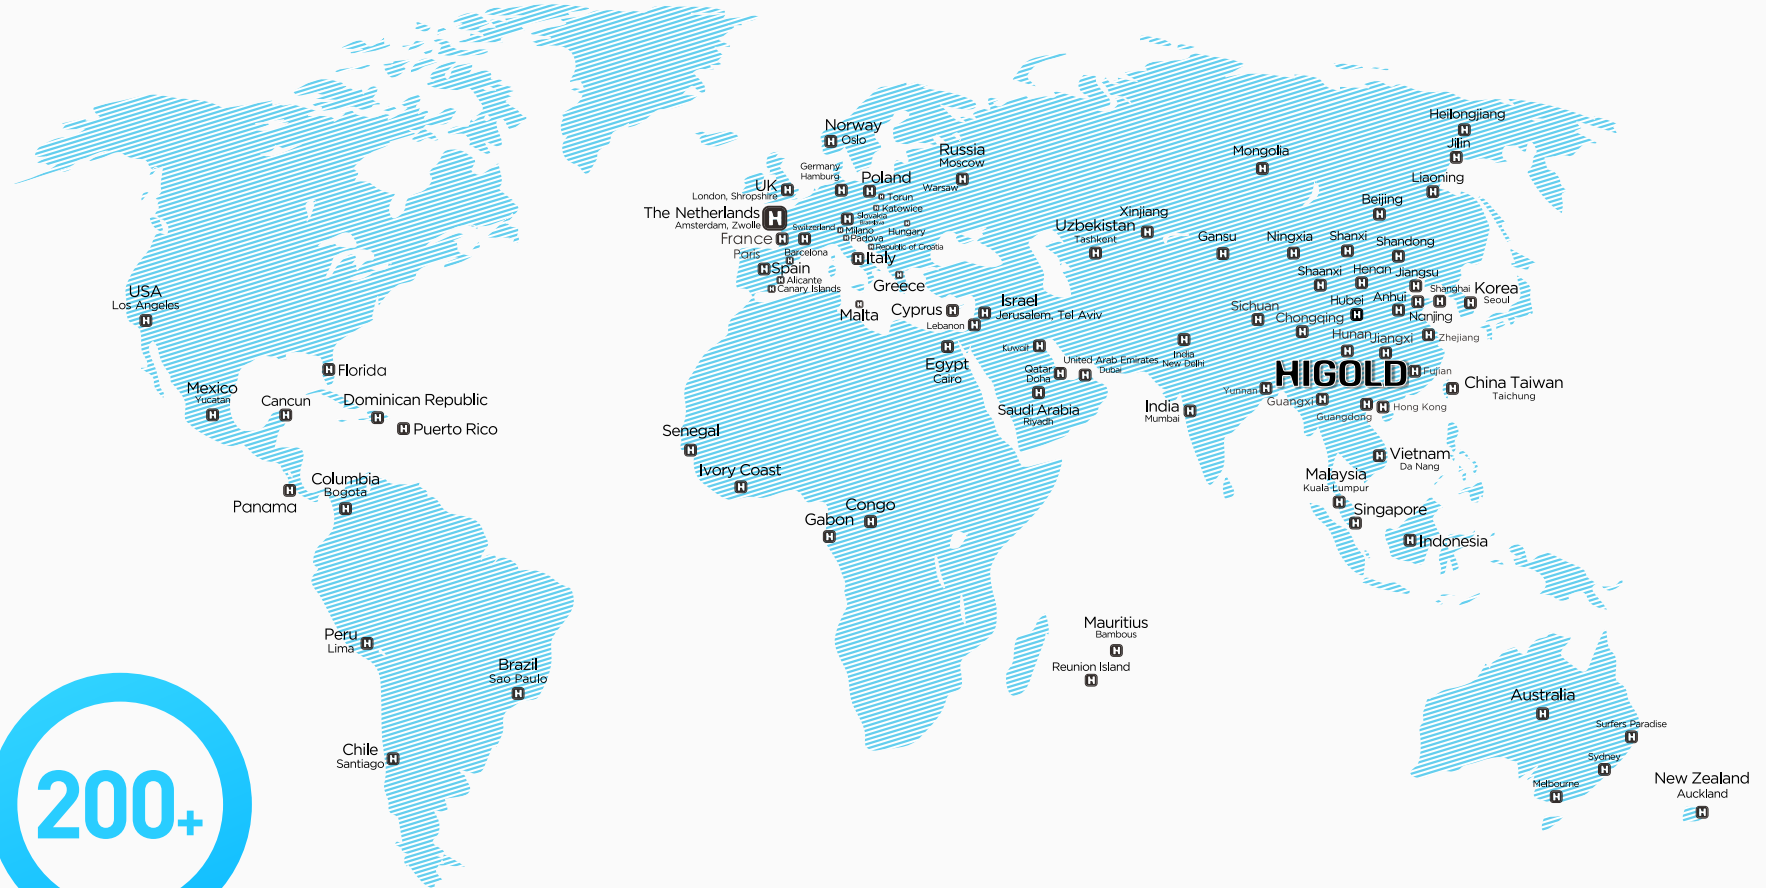 Norway
Oslo
Germany
Hamburg
UK
London, Shropshire
Poland
Torun
Katowice
Russia
Moscow
Warsaw
The Netherlands
Amsterdam, Zwolle
Slovakia
Hungary
Switzerland
Milano
Padova
Republic of Croatia
France
Paris
Barcelona
Spain
Alicante
Canary Islands
Italy
Greece
Malta
Cyprus
Lebanon
Israel
Jerusalem, Tel Aviv
Egypt
Cairo
Kuwait
Qatar
Doha
United Arab Emirates
Dubai
Saudi Arabia
Riyadh
Uzbekistan
Tashkent
Xinjiang
Mongolia
Heilongjiang
Jilin
Liaoning
Beijing
Gansu
Ningxia
Shanxi
Shandong
Shaanxi
Henan
Jiangsu
Sichuan
Chongqing
Hubei
Anhui
Shanghai
Nanjing
Korea
Seoul
Hunan
Jiangxi
Zhejiang
HIGOLD
Fujian
Yunnan
Guangxi
Guangdong
Hong Kong
China Taiwan
Taichung
India
New Delhi
India
Mumbai
Vietnam
Da Nang
Malaysia
Kuala Lumpur
Singapore
Indonesia
USA
Los Angeles
Florida
Mexico
Yucatan
Cancun
Dominican Republic
Puerto Rico
Panama
Columbia
Bogota
Peru
Lima
Brazil
Sao Paulo
Chile
Santiago
Senegal
Ivory Coast
Congo
Gabon
Mauritius
Bambous
Reunion Island
Australia
Surfers Paradise
Sydney
Melbourne
New Zealand
Auckland
200+